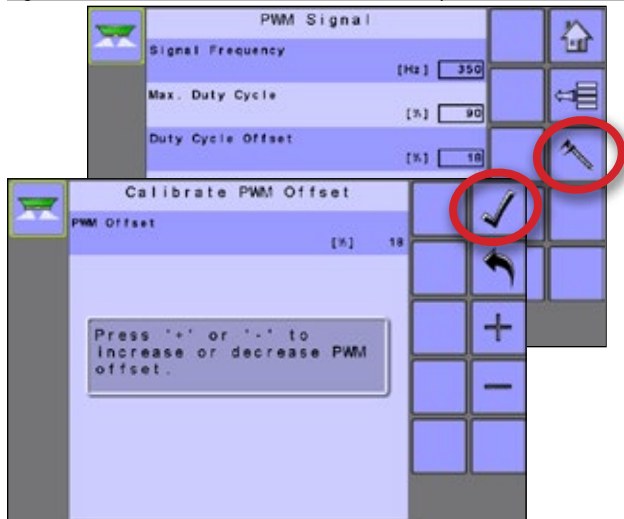 PWM Signal
Signal Frequency
[Hz] 350
Max. Duty Cycle
[%] 90
Duty Cycle Offset
[%] 18
Calibrate PWM Offset
PWM Offset
[%] 18
Press '+' or '-' to
increase or decrease PWM
offset.